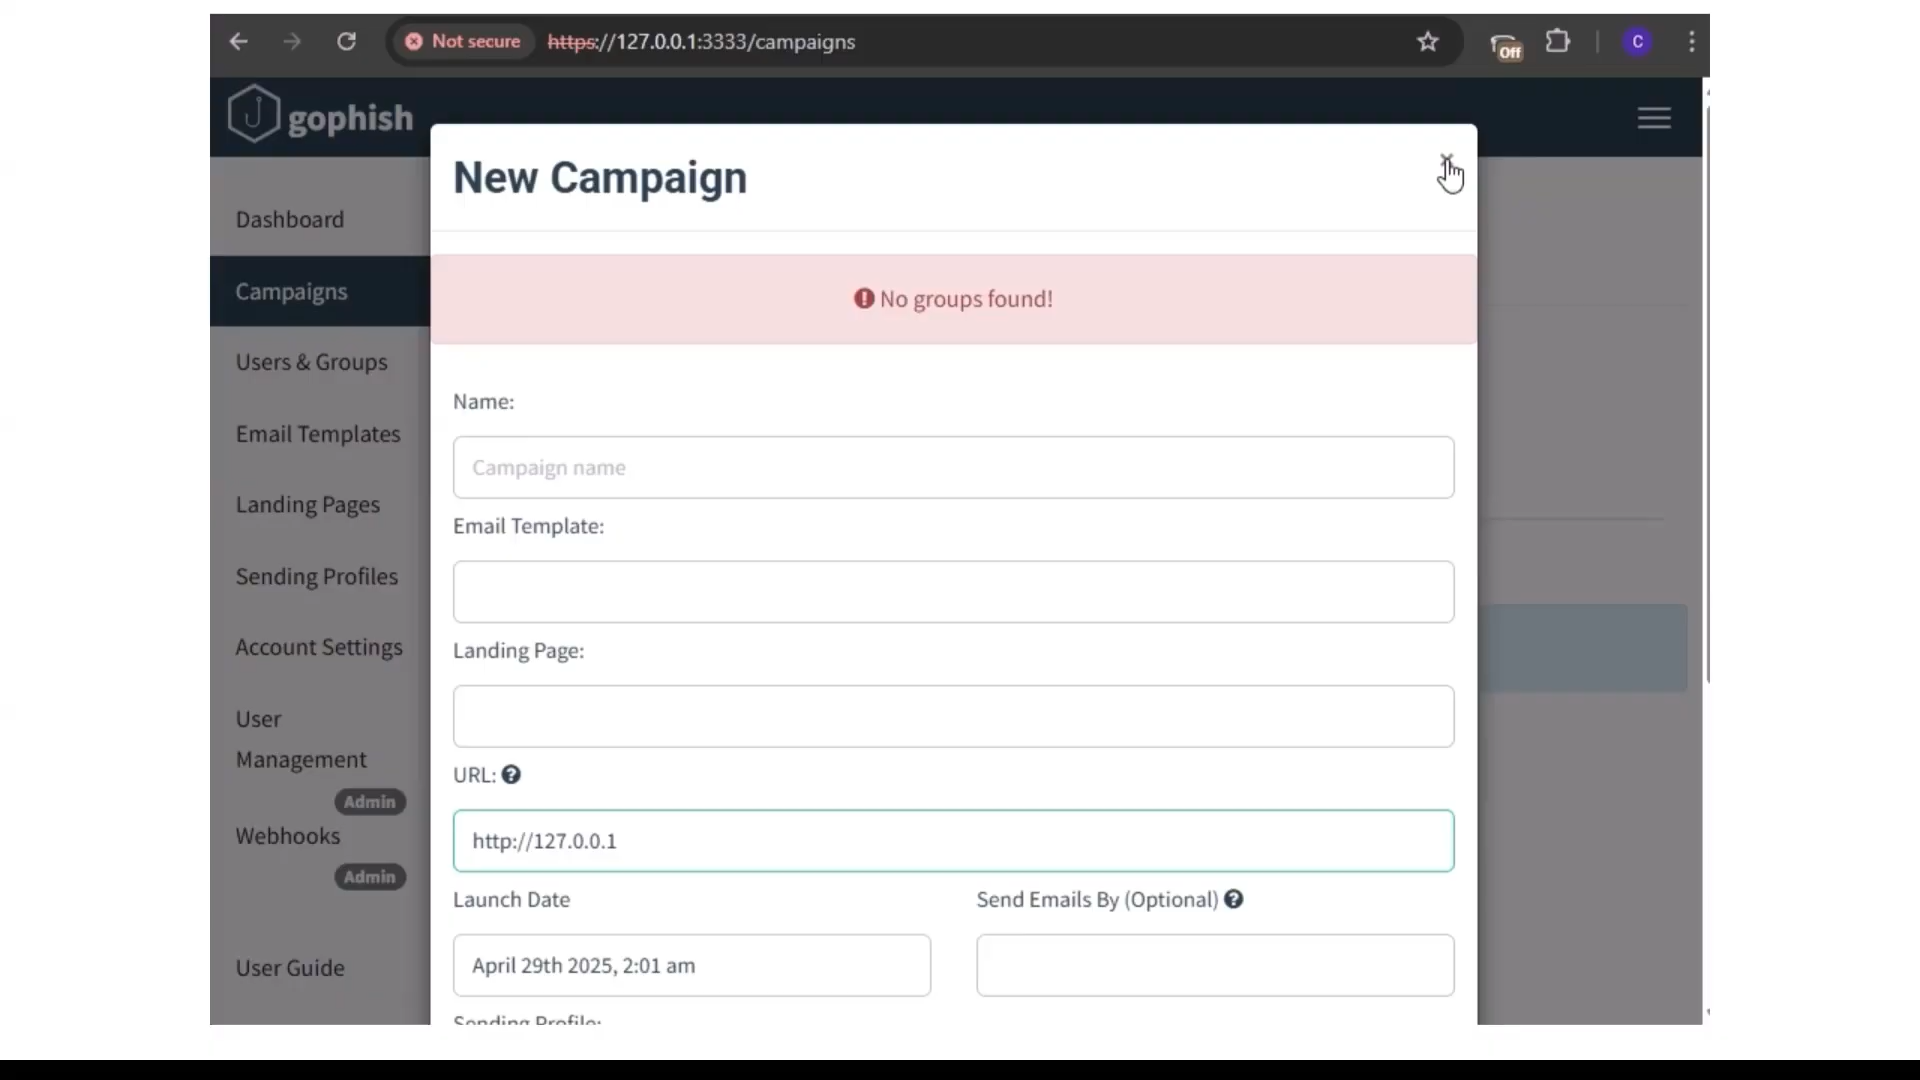 Not secure https://127.0.0.1:3333/campaigns
Off
C
gophish
New Campaign
Dashboard
Campaigns
No groups found!
Users & Groups
Name:
Email Templates
Campaign name
Landing Pages
Email Template:
Sending Profiles
Account Settings
Landing Page:
User
Management
Admin
URL:
Webhooks
http://127.0.0.1
Admin
Launch Date
Send Emails By (Optional)
User Guide
April 29th 2025, 2:01 am
Sending Profile: